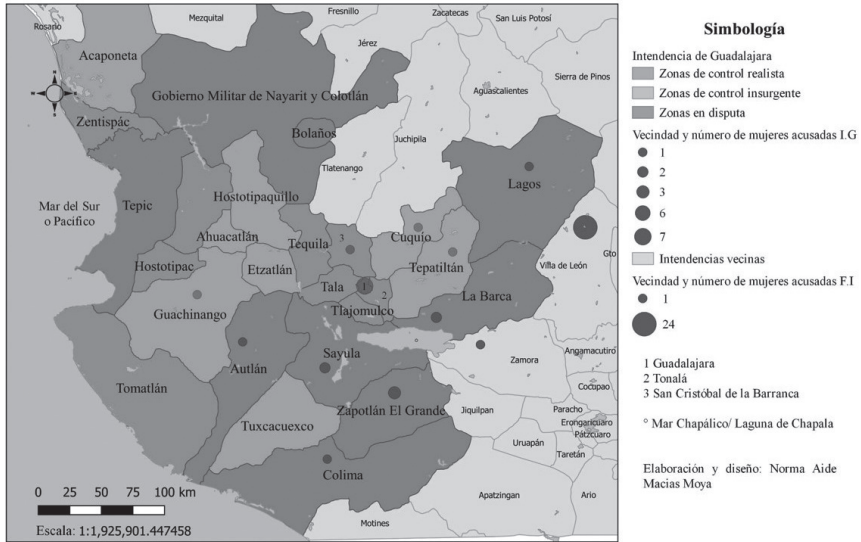 Rosario
Mezquital
Fresnillo
Zacatecas
San Luis Potosí
Acaponeta
Jérez
Sierra de Pinos
Gobierno Militar de Nayarit y Colotlán
Aguascalientes
Zentispác
Bolaños
Juchipila
Tlatenango
Lagos
Mar del Sur
o Pacifico
Tepic
Hostotipaquillo
Ahuacatlán
Tequila
3
Cuquío
Tepatiltán
Villa de León
Gto
Hostotipac
Etzatlán
Tala
1
2
Tlajomulco
La Barca
Guachinango
Autlán
Sayula
Zamora
Angamacutiro
Tomatlán
Zapotlán El Grande
Cocupao
Tuxcacuexco
Jiquilpan
Paracho
Erongaricuaro
Pátzcuaro
Uruapán
Taretán
Colima
Apatzingan
Ario
Motines
0 25 50 75 100 km
Escala: 1:1,925,901.447458
Simbología
Intendencia de Guadalajara
Zonas de control realista
Zonas de control insurgente
Zonas en disputa
Vecindad y número de mujeres acusadas I.G
1
2
3
6
7
Intendencias vecinas
Vecindad y número de mujeres acusadas F.I
1
24
1 Guadalajara
2 Tonalá
3 San Cristóbal de la Barranca
° Mar Chapálico/ Laguna de Chapala
Elaboración y diseño: Norma Aide
Macias Moya